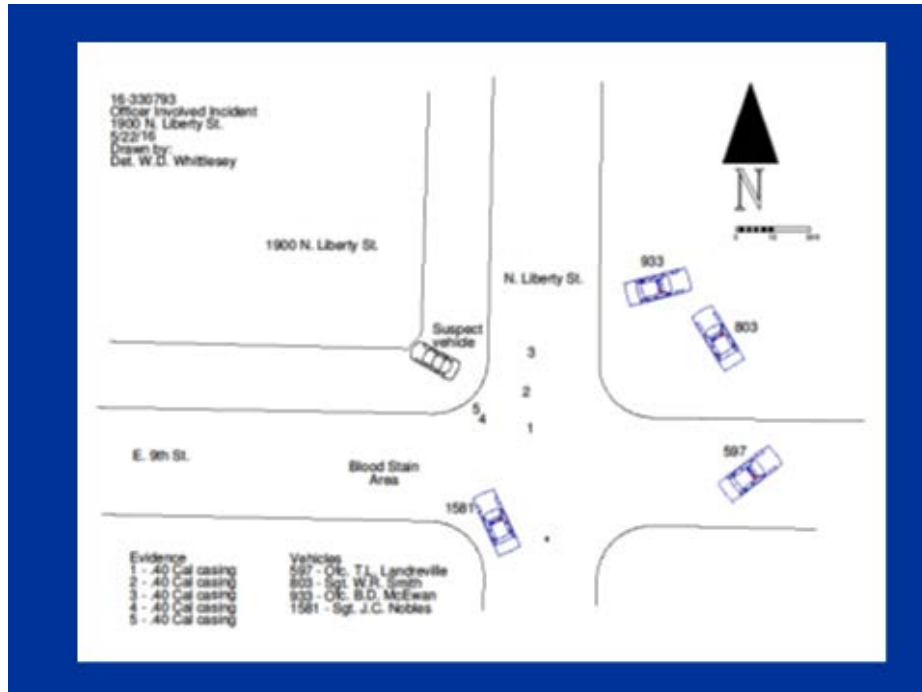 16-330793
Officer Involved Incident
1900 N. Liberty St.
5/22/16
Drawn by:
Det. W.D. Whittlesey
N
1900 N. Liberty St.
N. Liberty St.
933
803
Suspect
vehicle
3
2
5
4
1
E. 9th St.
Blood Stain
Area
597
1581
Evidence
1 - .40 Cal casing
2 - .40 Cal casing
3 - .40 Cal casing
4 - .40 Cal casing
5 - .40 Cal casing
Vehicles
597 - Ofc. T.L. Landreville
803 - Sgt. W.R. Smith
933 - Ofc. B.D. McEwan
1581 - Sgt. J.C. Nobles